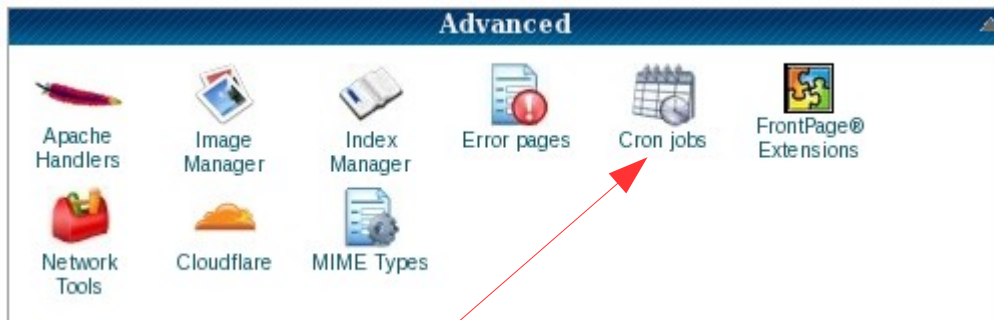 Advanced
Apache
Handlers
Image
Manager
Index
Manager
Error pages
Cron jobs
FrontPage®
Extensions
Network
Tools
Cloudflare
MIME Types